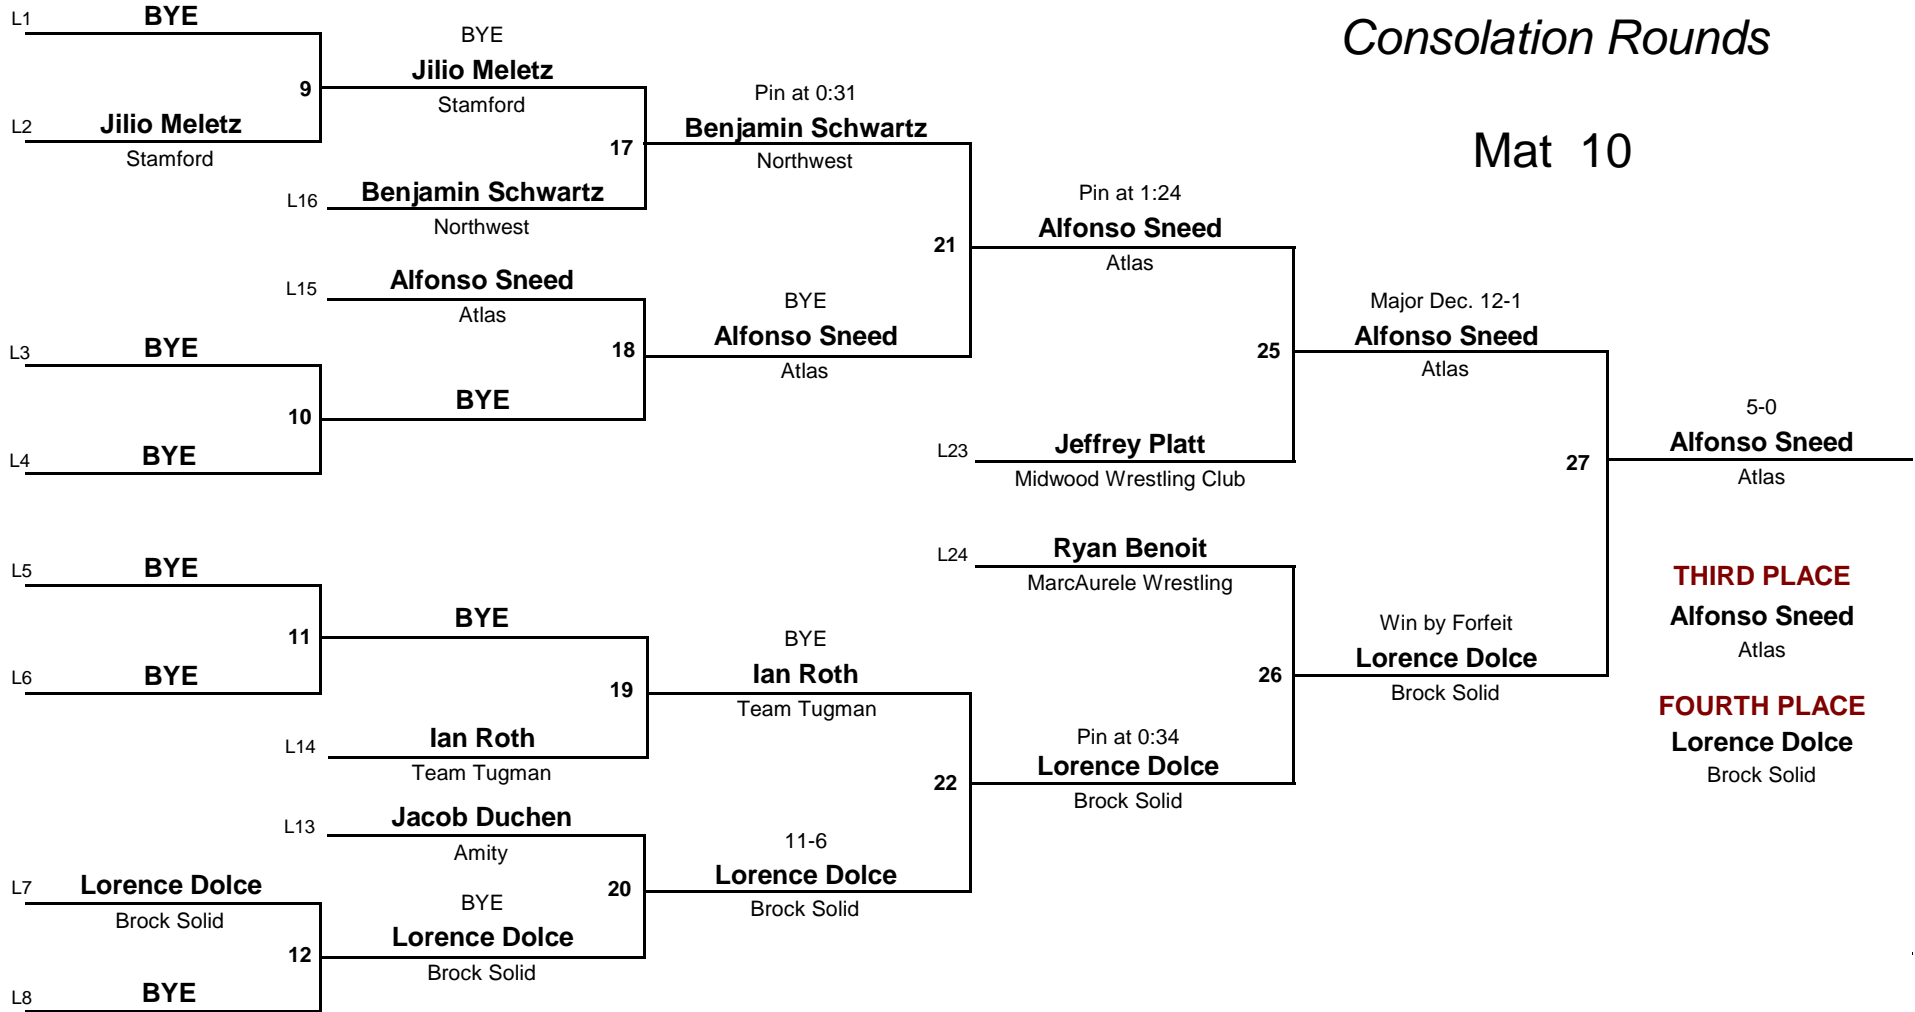 Consolation Rounds
Mat 10
L1 BYE
9
L2 Jilio Meletz
Stamford
BYE
Jilio Meletz
Stamford
17
L16 Benjamin Schwartz
Northwest
Pin at 0:31
Benjamin Schwartz
Northwest
21
L15 Alfonso Sneed
Atlas
18
L3 BYE
10
L4 BYE
BYE
BYE
Alfonso Sneed
Atlas
Pin at 1:24
Alfonso Sneed
Atlas
25
L23 Jeffrey Platt
Midwood Wrestling Club
Major Dec. 12-1
Alfonso Sneed
Atlas
27
5-0
Alfonso Sneed
Atlas
L5 BYE
11
L6 BYE
BYE
19
L14 Ian Roth
Team Tugman
BYE
Ian Roth
Team Tugman
22
L13 Jacob Duchen
Amity
20
L7 Lorence Dolce
Brock Solid
12
L8 BYE
BYE
Lorence Dolce
Brock Solid
11-6
Lorence Dolce
Brock Solid
L24 Ryan Benoit
MarcAurele Wrestling
26
Pin at 0:34
Lorence Dolce
Brock Solid
Win by Forfeit
Lorence Dolce
Brock Solid
THIRD PLACE
Alfonso Sneed
Atlas
FOURTH PLACE
Lorence Dolce
Brock Solid